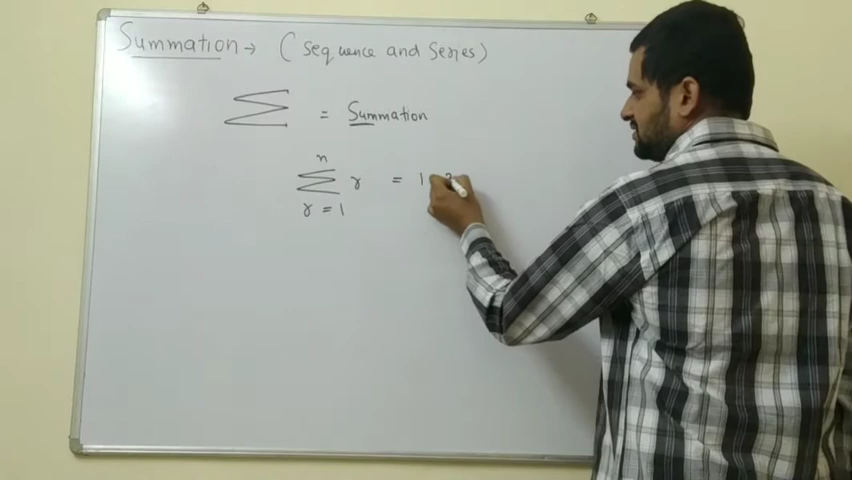 Summation → (Sequence and Series)
Σ = Summation
n
Σ r = 1
r = 1